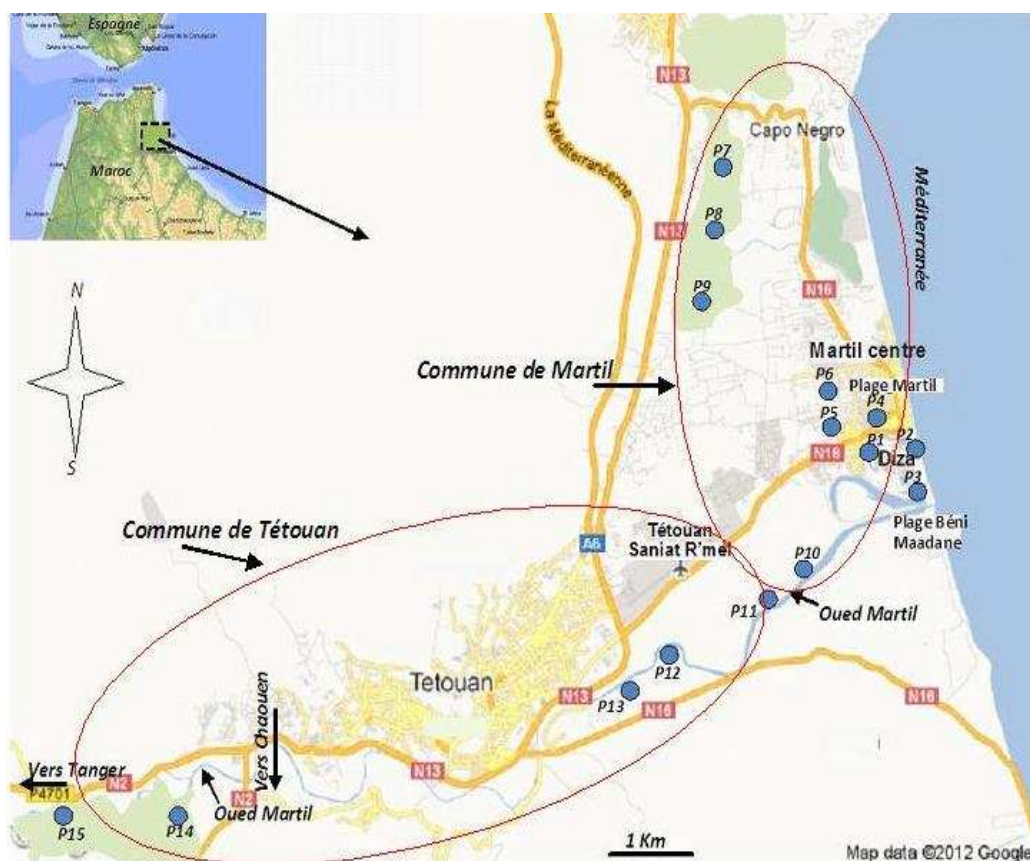 Espagne
Maroc
N13
La Méditerranéenne
Capo Negro
P7
N13
P8
Méditerranée
P9
N16
N
S
Martil centre
Commune de Martil
P6
Plage Martil
P4
P5
P1
P2
N16
Diza
P3
Commune de Tétouan
Tétouan
Saniat R'mel
Plage Béni
Maadane
A6
P10
P11
Oued Martil
P12
Tetouan
N13
P13
N16
N16
Vers Chaouen
Vers Tanger
N2
N13
P4701
N2
Oued Martil
P15
P14
1 Km
Map data ©2012 Google